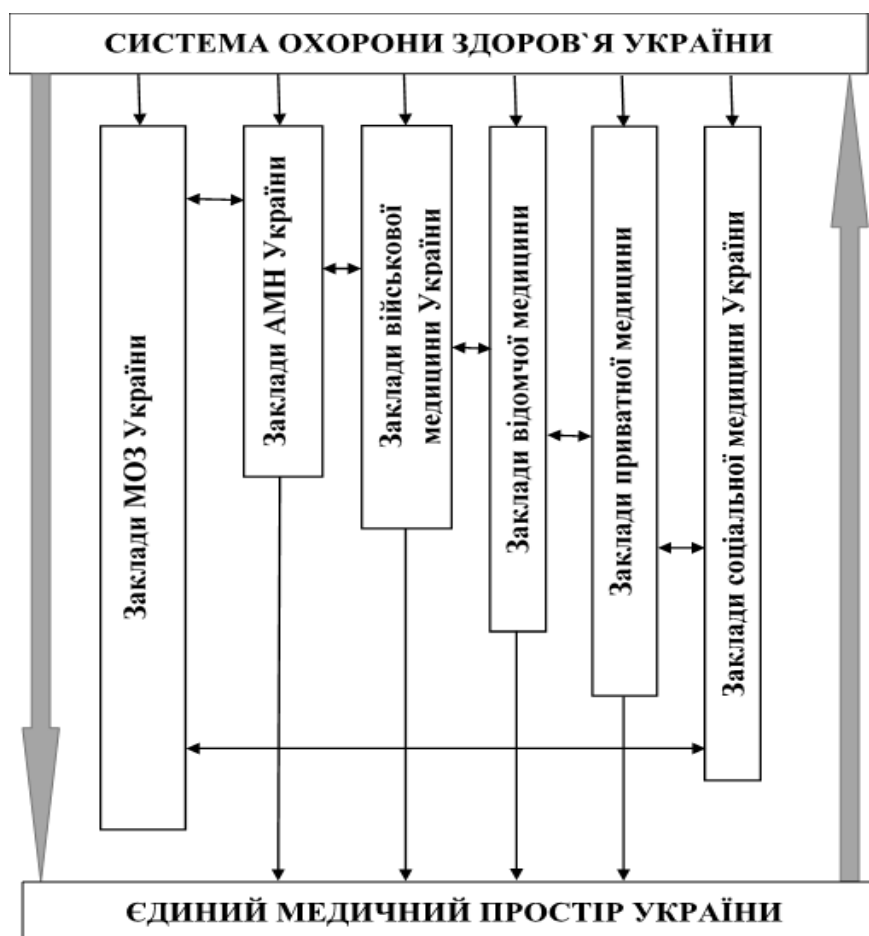 СИСТЕМА ОХОРОНИ ЗДОРОВ`Я УКРАЇНИ
Заклади МОЗ України
Заклади АМН України
Заклади військової
медицини України
Заклади відомчої медицини
Заклади приватної медицини
Заклади соціальної медицини України
ЄДИНИЙ МЕДИЧНИЙ ПРОСТІР УКРАЇНИ